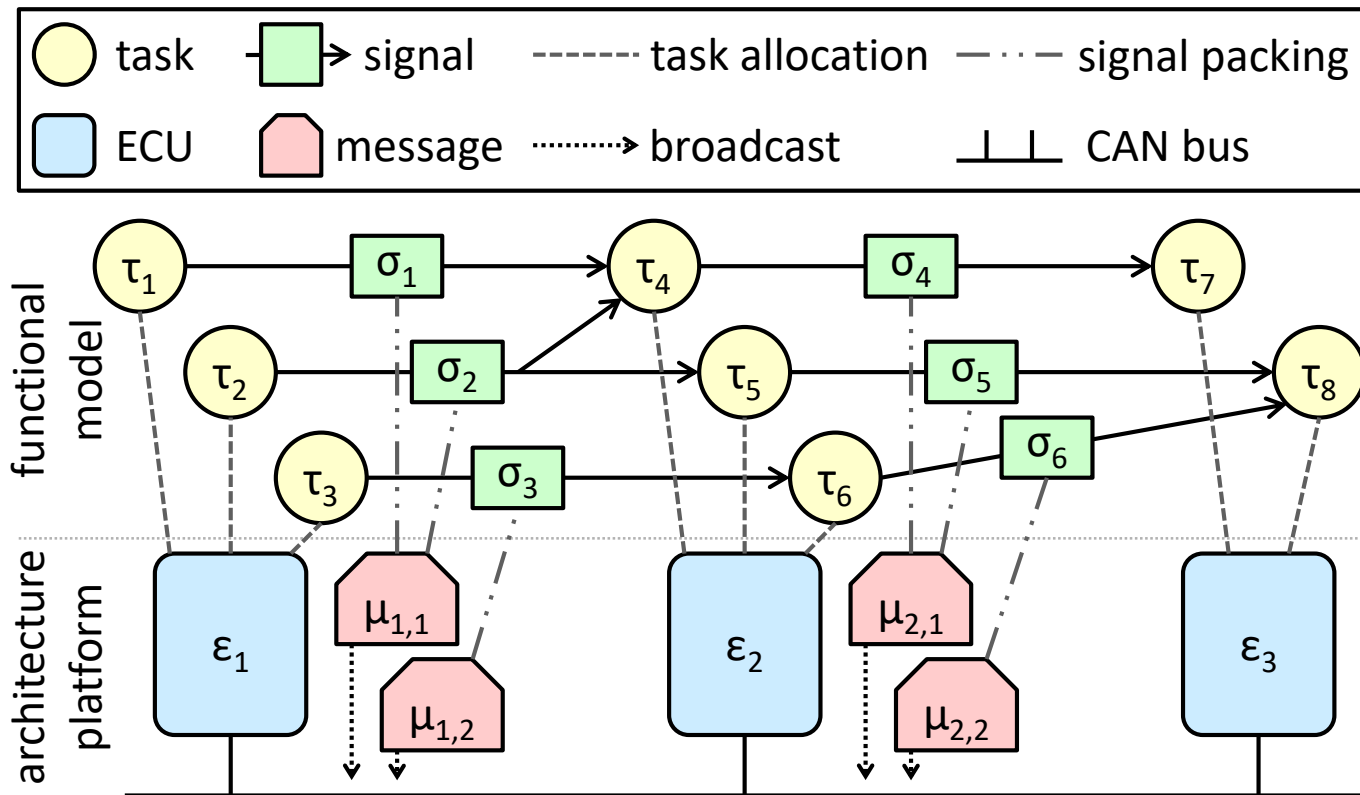 task signal task allocation signal packing
ECU message broadcast CAN bus
functional model
τ1 σ1 τ4 σ4 τ7
τ2 σ2 τ5 σ5 τ8
τ3 σ3 τ6 σ6
architecture platform
ε1 μ1,1 ε2 μ2,1 ε3
μ1,2 μ2,2